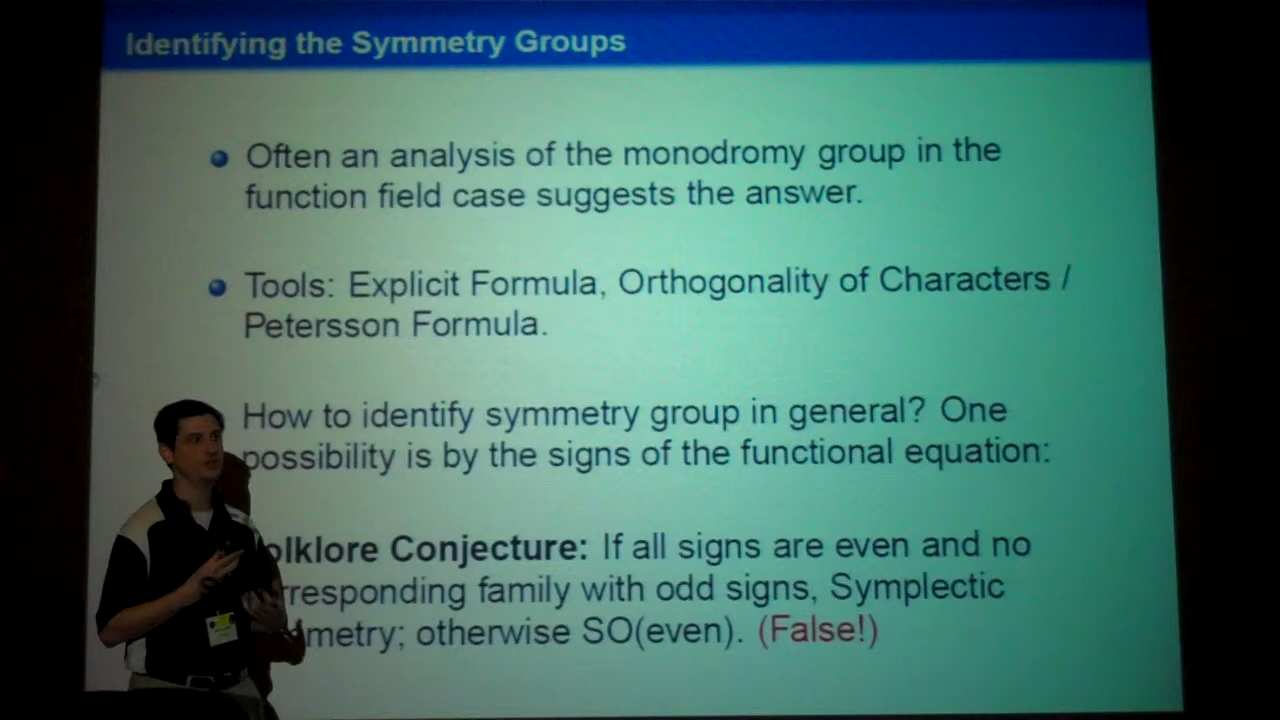 Identifying the Symmetry Groups
Often an analysis of the monodromy group in the
function field case suggests the answer.
Tools: Explicit Formula, Orthogonality of Characters /
Petersson Formula.
How to identify symmetry group in general? One
possibility is by the signs of the functional equation:
olklore Conjecture: If all signs are even and no
rresponding family with odd signs, Symplectic
metry; otherwise SO(even). (False!)